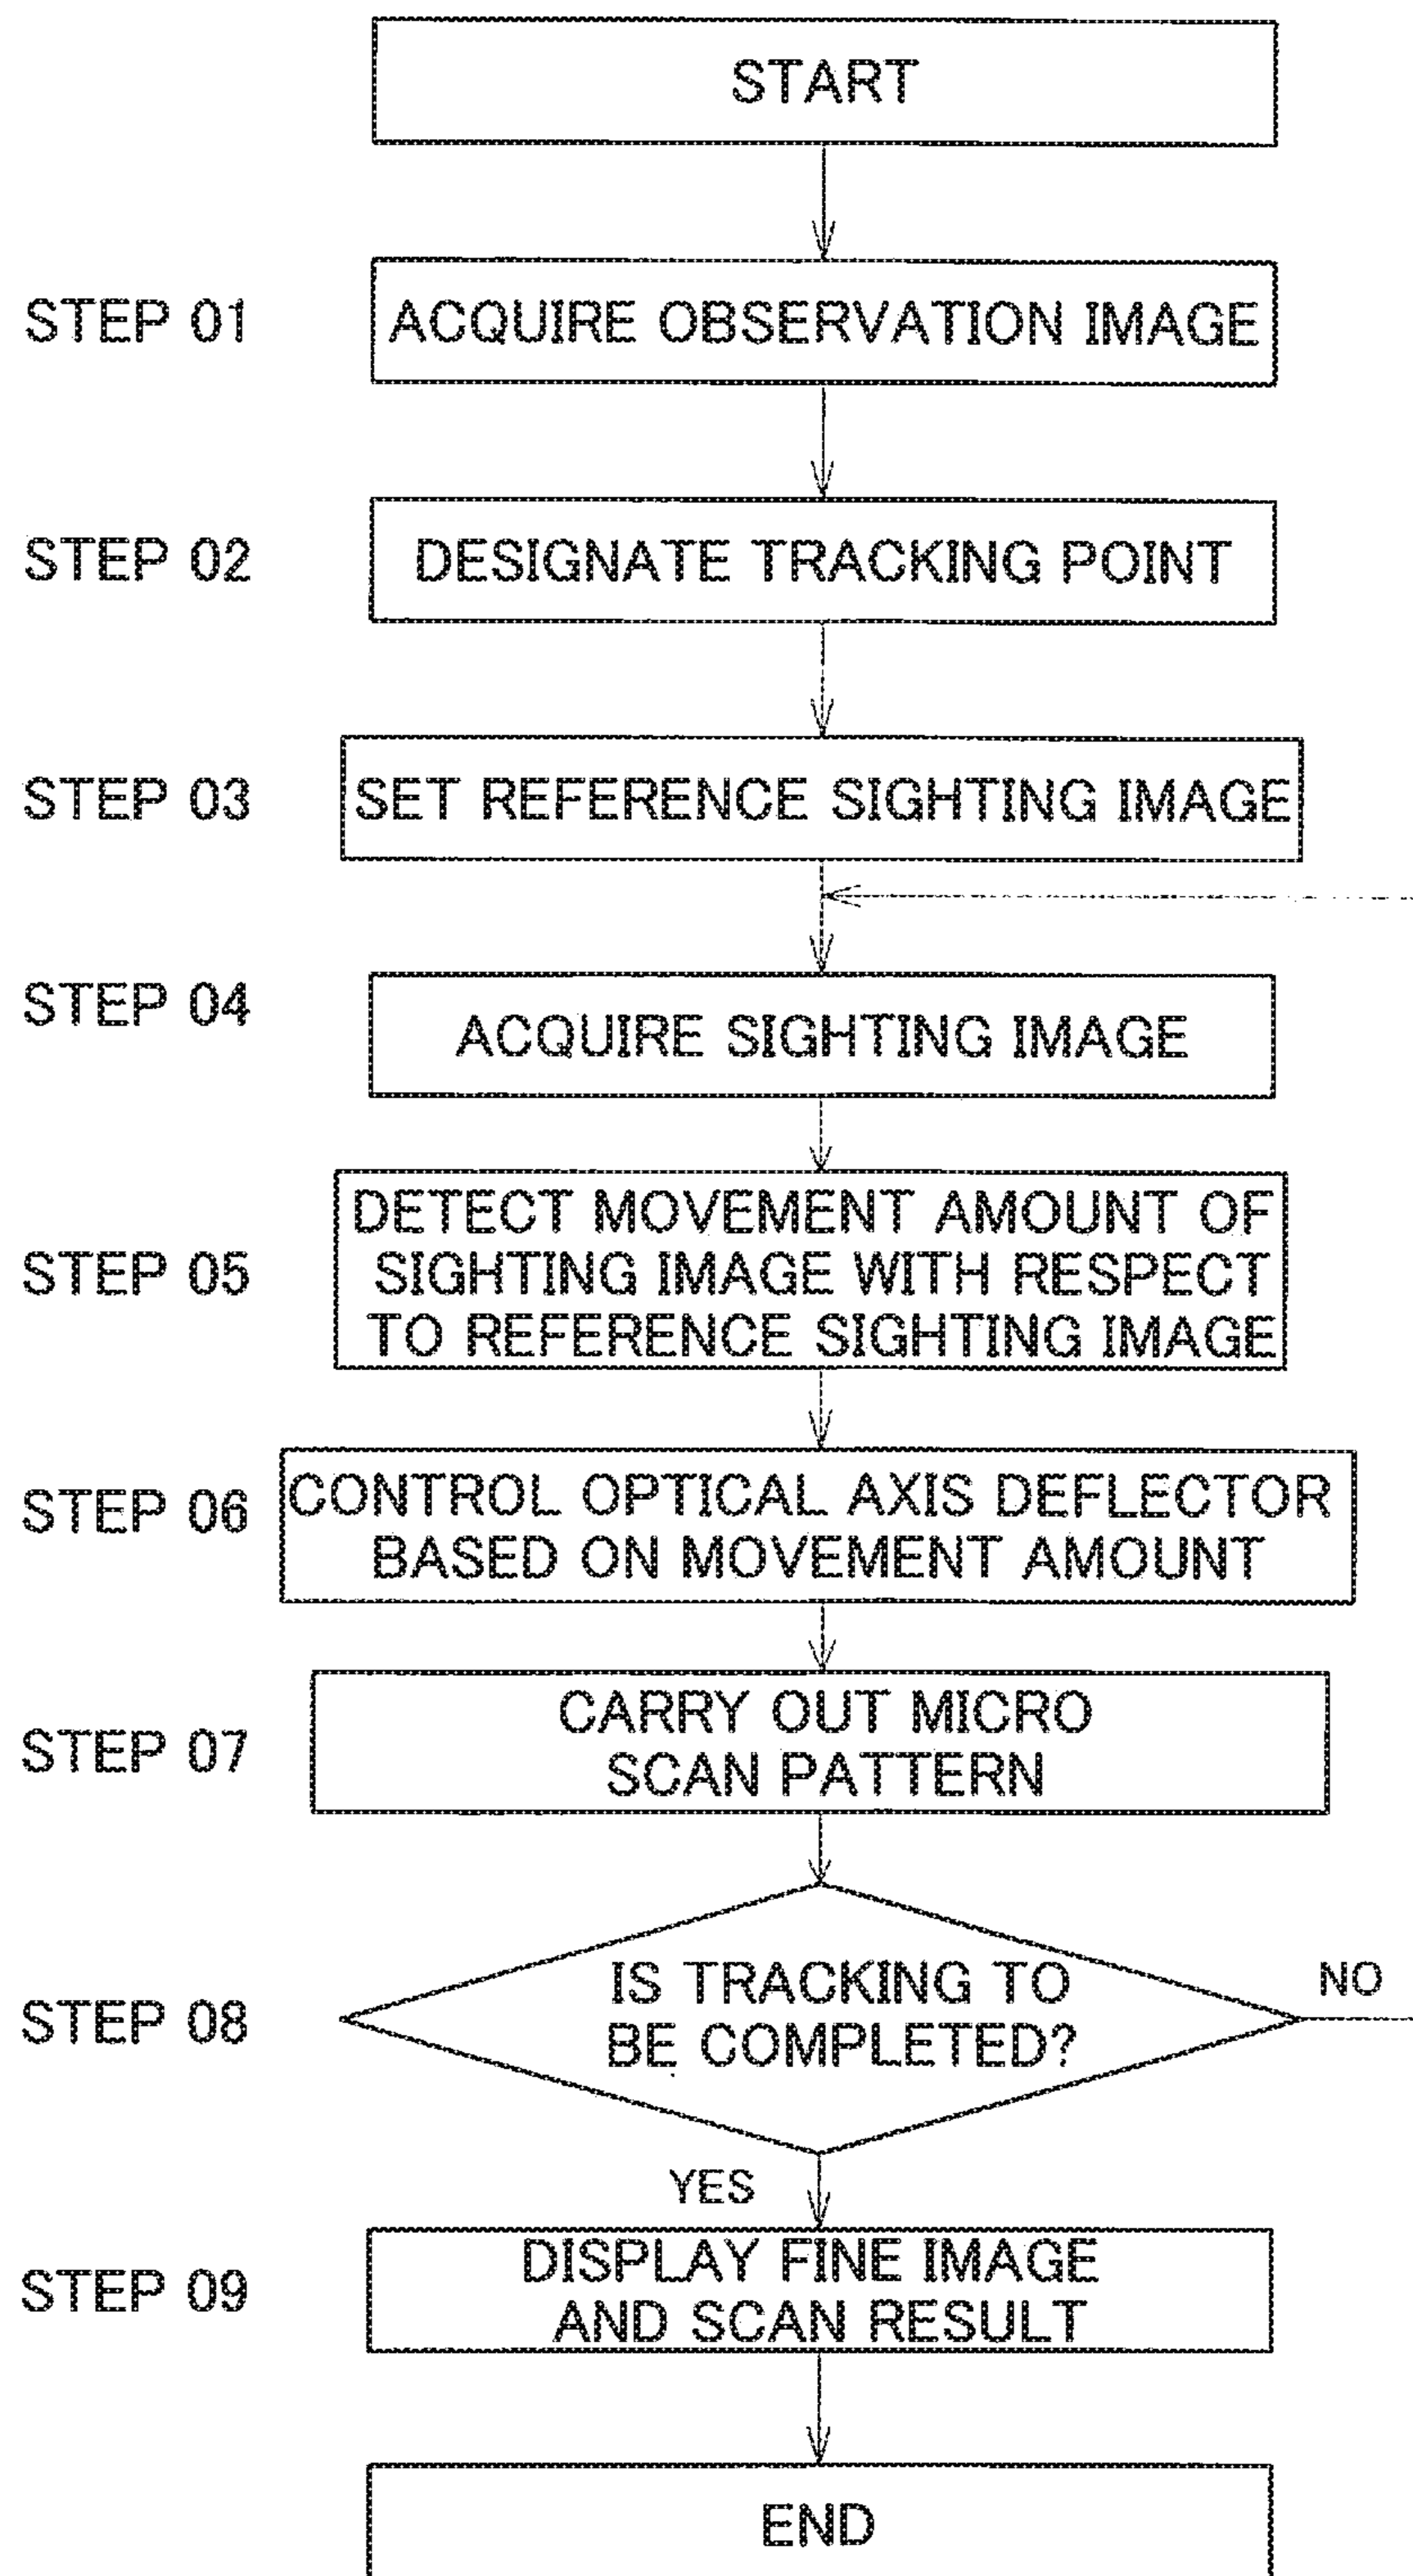 START
STEP 01
ACQUIRE OBSERVATION IMAGE
STEP 02
DESIGNATE TRACKING POINT
STEP 03
SET REFERENCE SIGHTING IMAGE
STEP 04
ACQUIRE SIGHTING IMAGE
STEP 05
DETECT MOVEMENT AMOUNT OF
SIGHTING IMAGE WITH RESPECT
TO REFERENCE SIGHTING IMAGE
STEP 06
CONTROL OPTICAL AXIS DEFLECTOR
BASED ON MOVEMENT AMOUNT
STEP 07
CARRY OUT MICRO
SCAN PATTERN
STEP 08
IS TRACKING TO
BE COMPLETED?
NO
YES
STEP 09
DISPLAY FINE IMAGE
AND SCAN RESULT
END